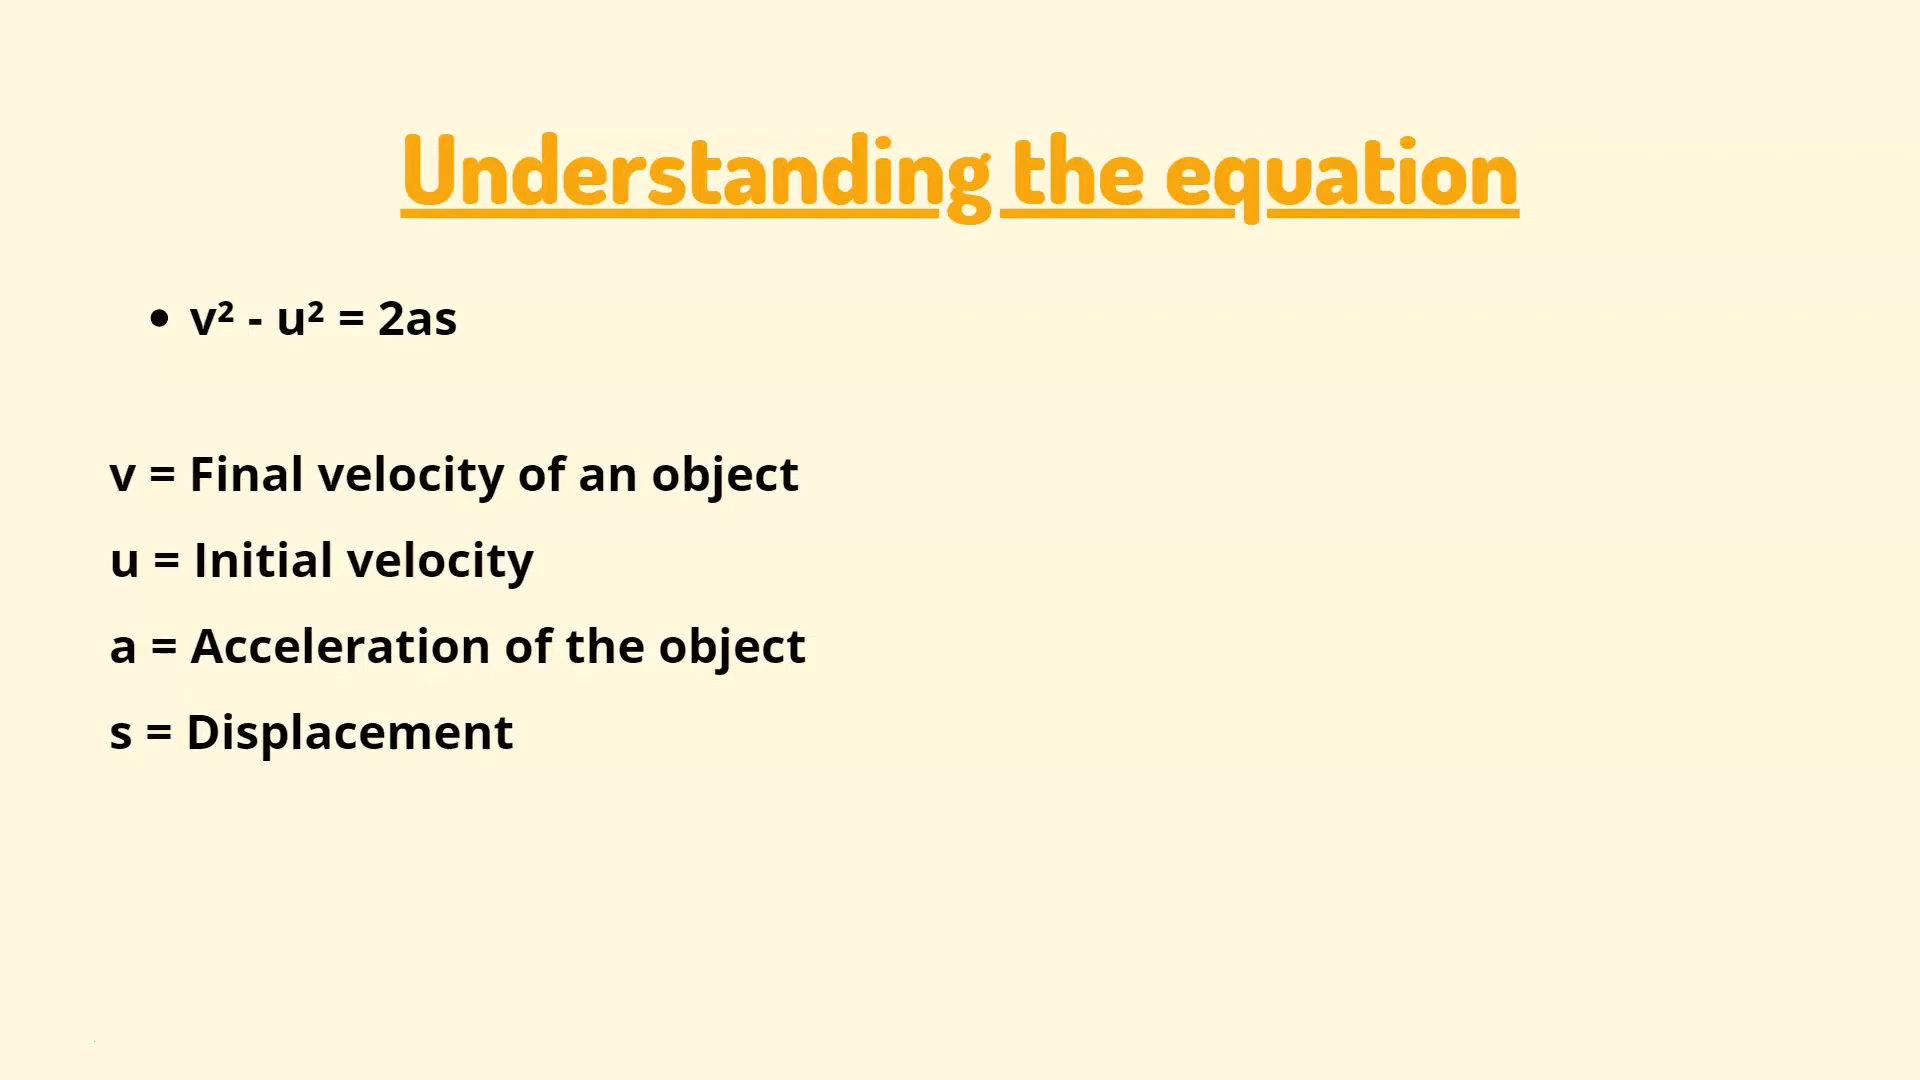 Understanding the equation
• v² - u² = 2as
v = Final velocity of an object
u = Initial velocity
a = Acceleration of the object
s = Displacement